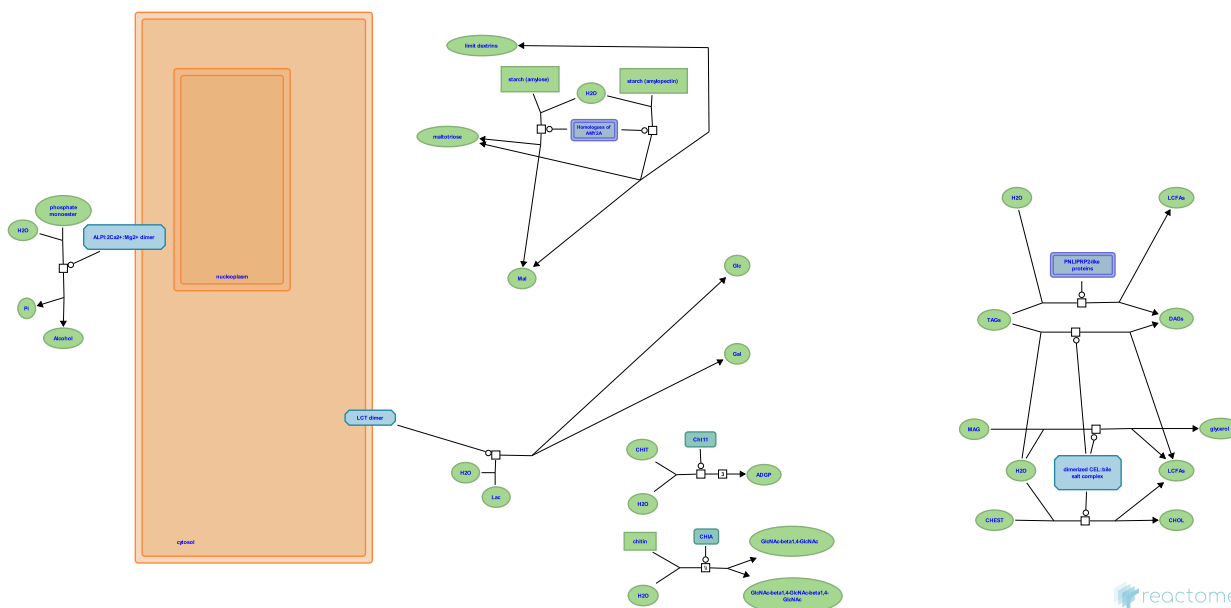 limit dextrins
starch (amylose)
starch (amylopectin)
H2O
Homologues of
AMY2A
maltotriose
Mal
phosphate
monoester
H2O
ALPI:2Ca2+:Mg2+ dimer
Pi
Alcohol
nucleoplasm
cytosol
LCT dimer
Glc
Gal
H2O
Lac
CHIT
Cht11
H2O
3
ADGP
chitin
CHIA
H2O
GlcNAc-beta1,4-GlcNAc
GlcNAc-beta1,4-GlcNAc-beta1,4-
GlcNAc
H2O
LCFAs
PNLIPRP2-like
proteins
TAGs
DAGs
MAG
glycerol
H2O
dimerized CEL:bile
salt complex
LCFAs
CHEST
CHOL
reactome